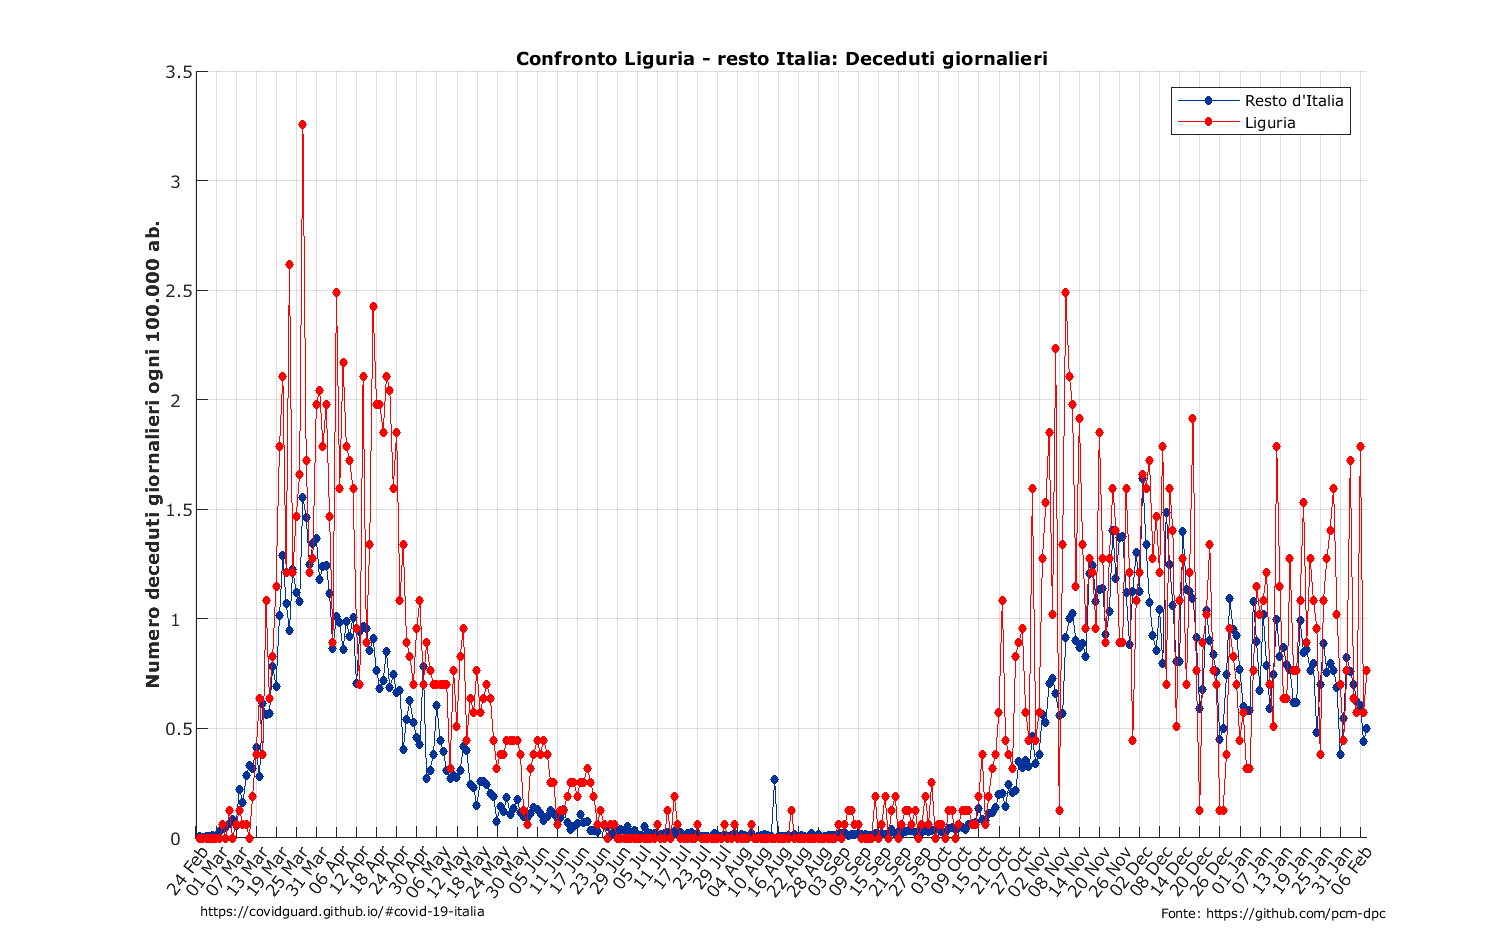 Confronto Liguria - resto Italia: Deceduti giornalieri
Resto d'Italia
Liguria
Numero deceduti giornalieri ogni 100.000 ab.
3.5
3
2.5
2
1.5
1
0.5
0
24 Feb
01 Mar
07 Mar
13 Mar
19 Mar
25 Mar
31 Mar
06 Apr
12 Apr
18 Apr
24 Apr
30 Apr
06 May
12 May
18 May
24 May
30 May
05 Jun
11 Jun
17 Jun
23 Jun
29 Jun
05 Jul
11 Jul
17 Jul
23 Jul
29 Jul
04 Aug
10 Aug
16 Aug
22 Aug
28 Aug
03 Sep
09 Sep
15 Sep
21 Sep
27 Sep
03 Oct
09 Oct
15 Oct
21 Oct
27 Oct
02 Nov
08 Nov
14 Nov
20 Nov
26 Nov
02 Dec
08 Dec
14 Dec
20 Dec
26 Dec
01 Jan
07 Jan
13 Jan
19 Jan
25 Jan
31 Jan
06 Feb
https://covidguard.github.io/#covid-19-italia
Fonte: https://github.com/pcm-dpc